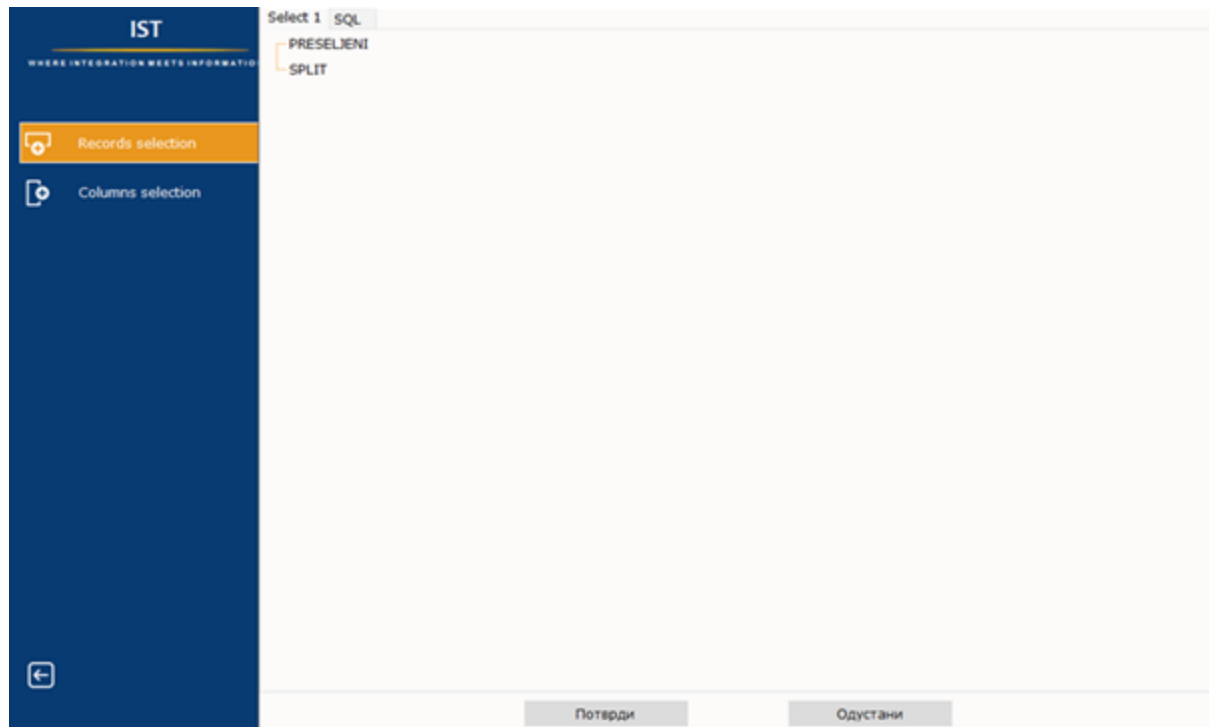 IST
WHERE INTEGRATION MEETS INFORMATIO
Records selection
Columns selection
Select 1 SQL
PRESELJENI
SPLIT
Потврди Одустани